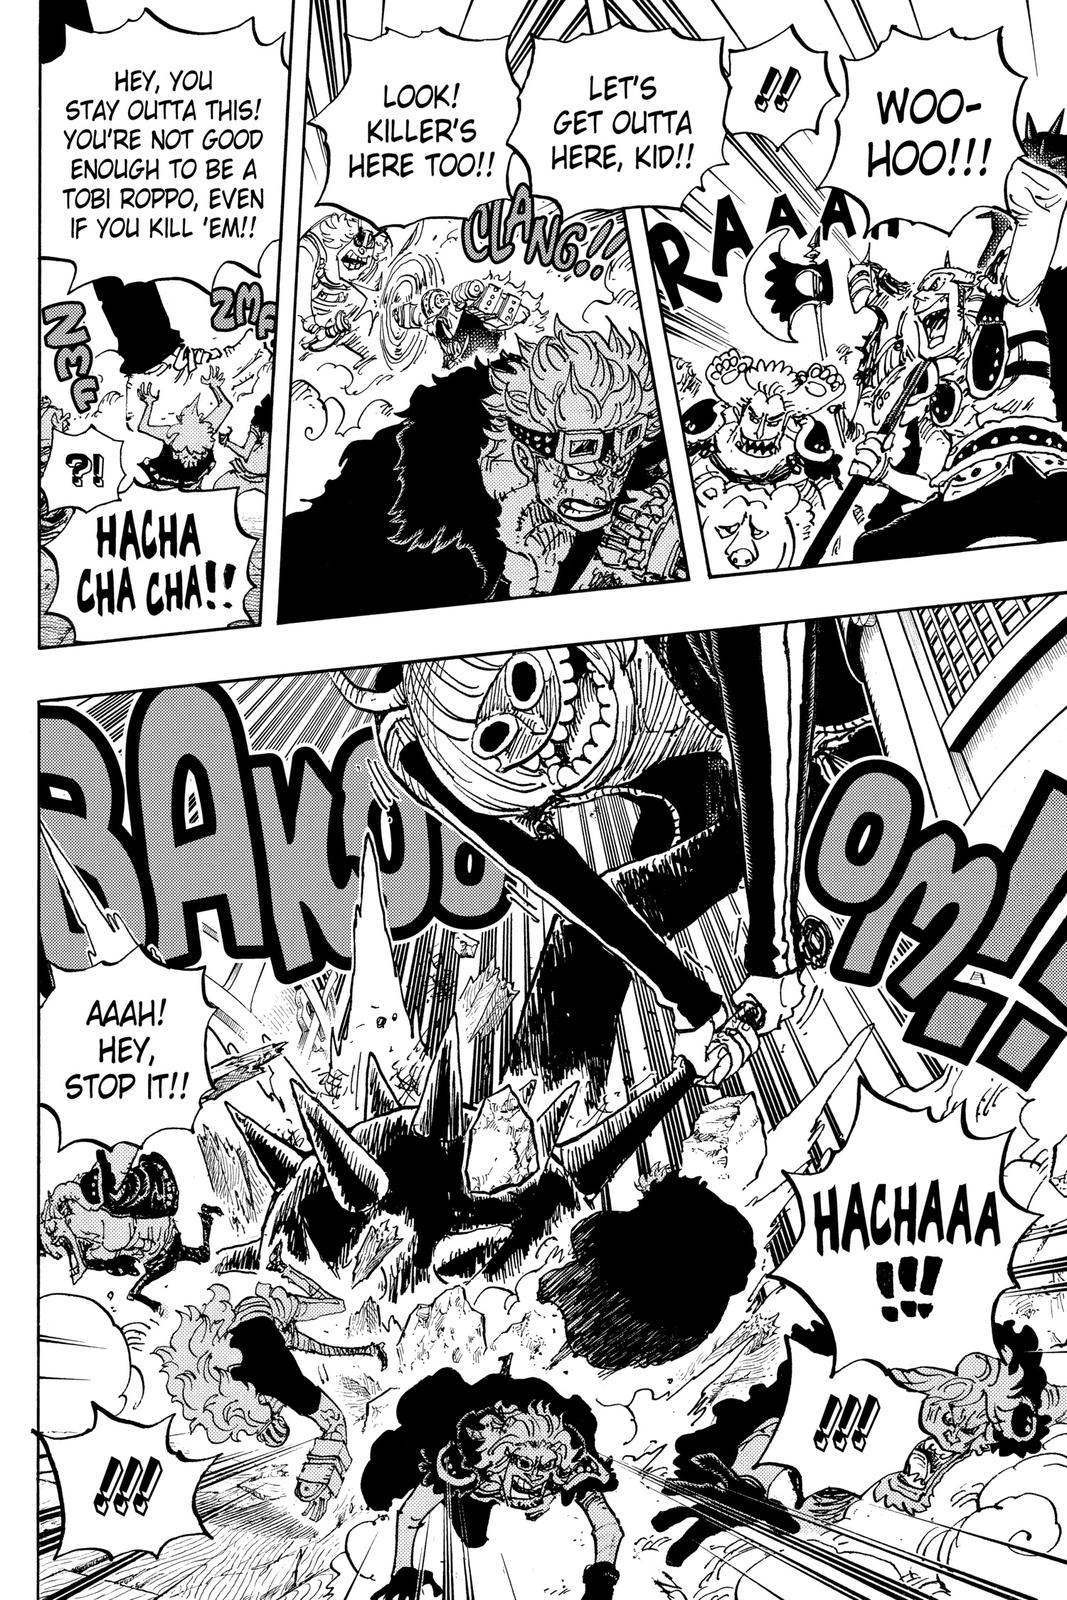 WOO-
HOO!!!
!!
RAAA
LET'S
GET OUTTA
HERE, KID!!
LOOK!
KILLER'S
HERE TOO!!
CLANG!!
HEY, YOU
STAY OUTTA THIS!
YOU'RE NOT GOOD
ENOUGH TO BE A
TOBI ROPPO, EVEN
IF YOU KILL 'EM!!
ZMF
ZMF
?!
HACHA
CHA CHA!!
BAKOOOM!!
AAAH!
HEY,
STOP IT!!
HACHAAA
!!!
!!!
!!!